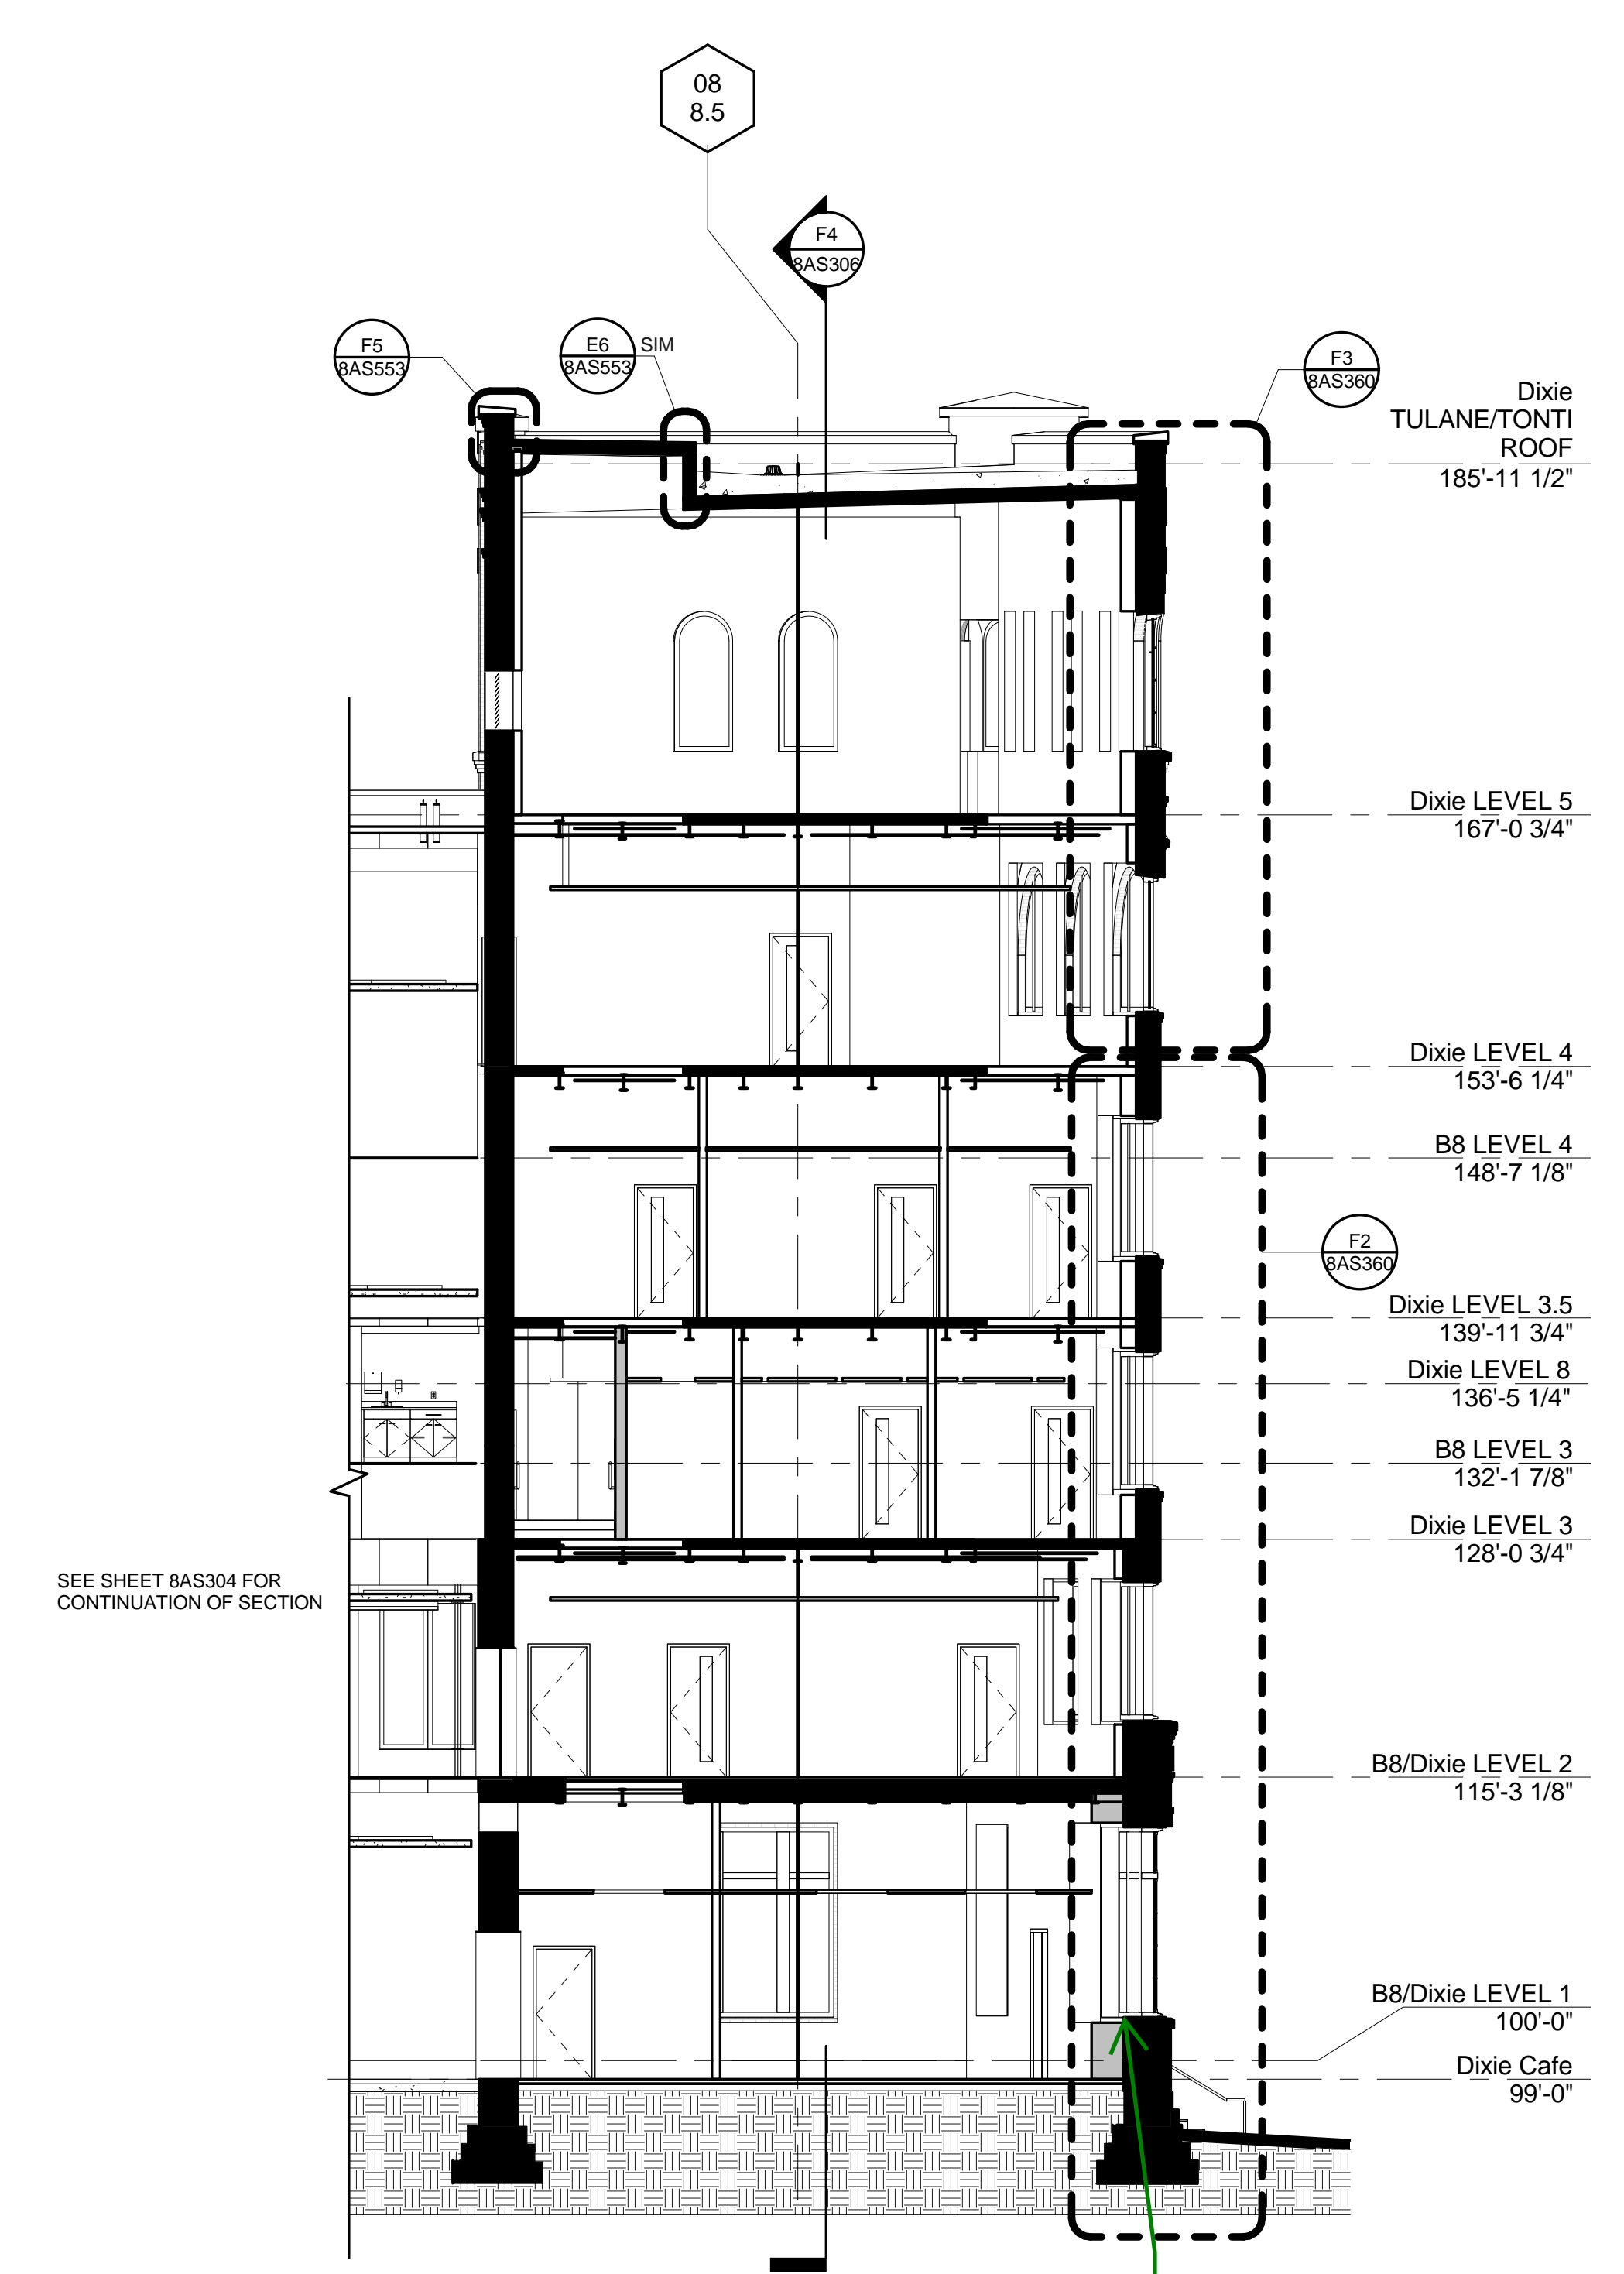 08
8.5
F4
8AS306
F5
8AS553
E6
8AS553
SIM
F3
8AS360
Dixie
TULANE/TONTI
ROOF
185'-11 1/2"
Dixie LEVEL 5
167'-0 3/4"
Dixie LEVEL 4
153'-6 1/4"
B8 LEVEL 4
148'-7 1/8"
F2
8AS360
Dixie LEVEL 3.5
139'-11 3/4"
Dixie LEVEL 8
136'-5 1/4"
B8 LEVEL 3
132'-1 7/8"
Dixie LEVEL 3
128'-0 3/4"
SEE SHEET 8AS304 FOR
CONTINUATION OF SECTION
B8/Dixie LEVEL 2
115'-3 1/8"
B8/Dixie LEVEL 1
100'-0"
Dixie Cafe
99'-0"